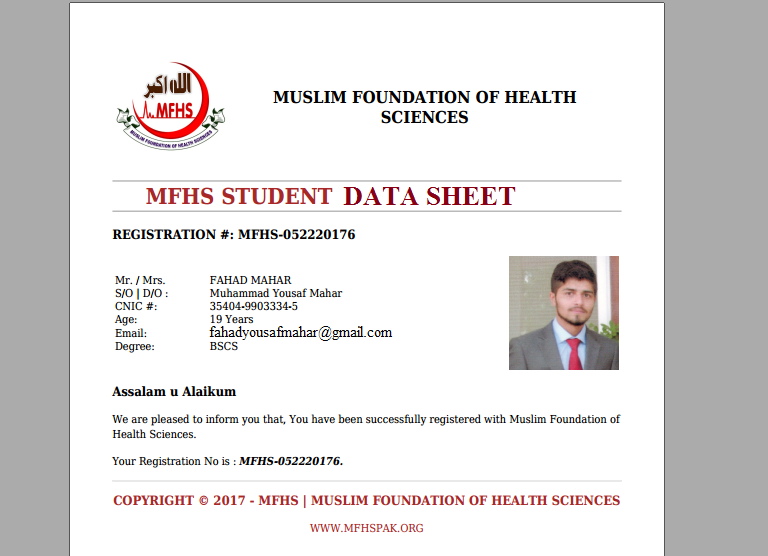 الله اكبر
MFHS
MUSLIM FOUNDATION OF HEALTH SCIENCES
MUSLIM FOUNDATION OF HEALTH
SCIENCES
MFHS STUDENT DATA SHEET
REGISTRATION #: MFHS-052220176
Mr. / Mrs. FAHAD MAHAR
S/O | D/O : Muhammad Yousaf Mahar
CNIC #: 35404-9903334-5
Age: 19 Years
Email: fahadyousafmahar@gmail.com
Degree: BSCS
Assalam u Alaikum
We are pleased to inform you that, You have been successfully registered with Muslim Foundation of
Health Sciences.
Your Registration No is : MFHS-052220176.
COPYRIGHT © 2017 - MFHS | MUSLIM FOUNDATION OF HEALTH SCIENCES
WWW.MFHSPAK.ORG